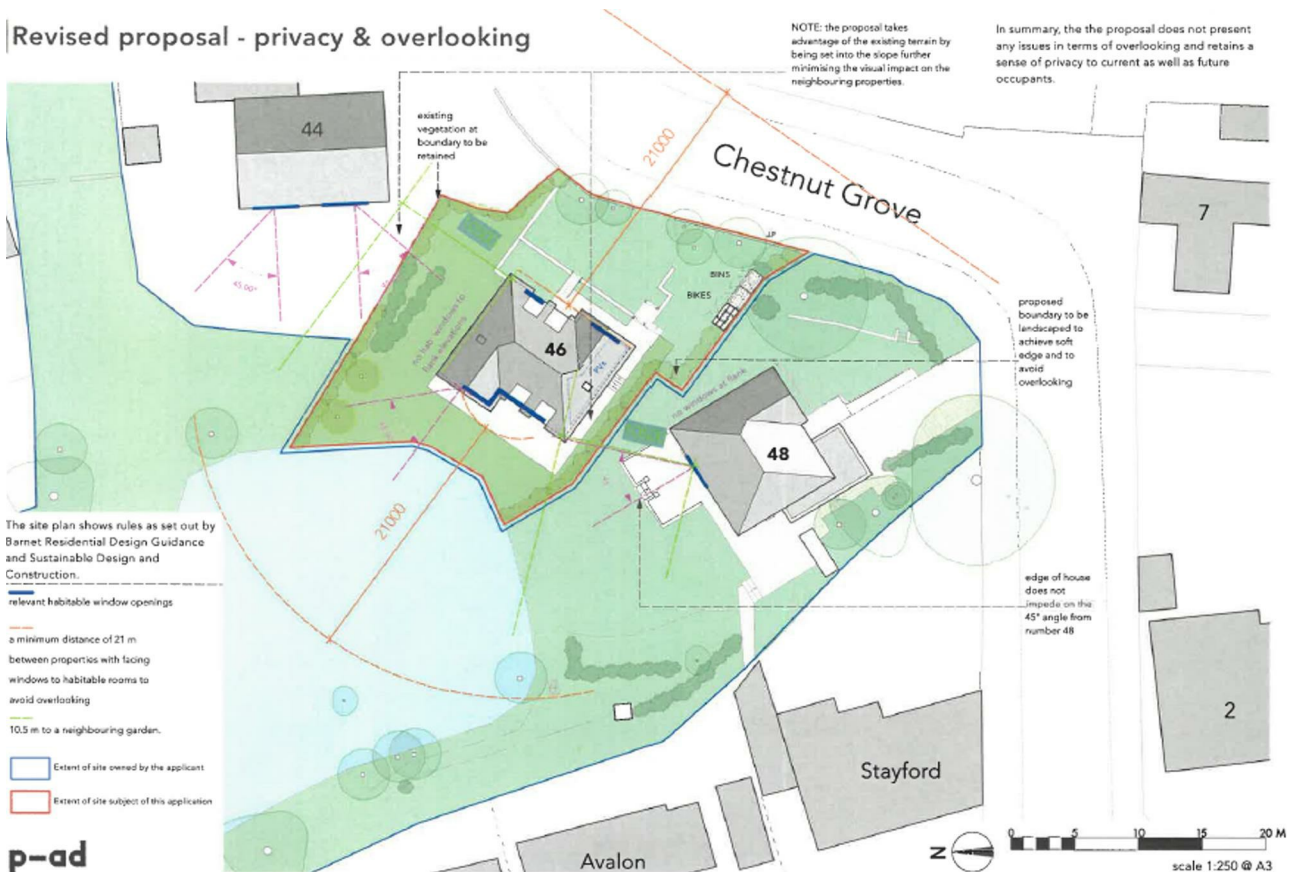 Revised proposal - privacy & overlooking
NOTE: the proposal takes
advantage of the existing terrain by
being set into the slope further
minimising the visual impact on the
neighbouring properties.
In summary, the the proposal does not present
any issues in terms of overlooking and retains a
sense of privacy to current as well as future
occupants.
44
existing
vegetation at
boundary to be
retained
21000
Chestnut Grove
7
45.00°
BINS
BIKES
no hab. windows to
flank elevations
46
PVs
proposed
boundary to be
landscaped to
achieve soft
edge and to
avoid
overlooking
no windows at flank
48
21000
The site plan shows rules as set out by
Barnet Residential Design Guidance
and Sustainable Design and
Construction.
relevant habitable window openings
a minimum distance of 21 m
between properties with facing
windows to habitable rooms to
avoid overlooking
10.5 m to a neighbouring garden.
Extent of site owned by the applicant
Extent of site subject of this application
edge of house
does not
impede on the
45° angle from
number 48
2
Stayford
Avalon
p-ad
N
0 5 10 15 20 M
scale 1:250 @ A3